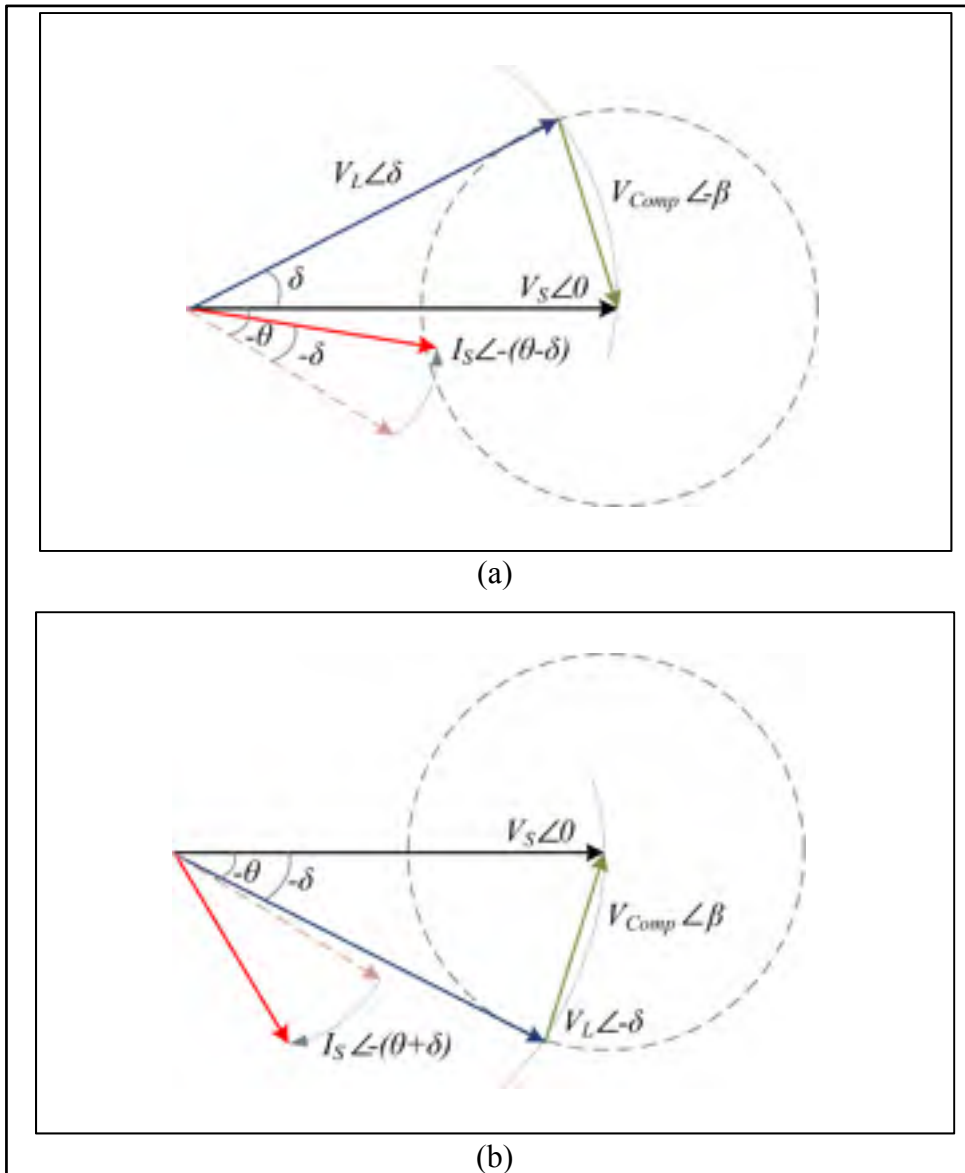 V_L∠δ
V_Comp ∠-β
δ
V_S∠0
-θ
-δ
I_S∠-(θ-δ)
(a)
V_S∠0
-θ
-δ
V_Comp ∠β
V_L∠-δ
I_S∠-(θ+δ)
(b)